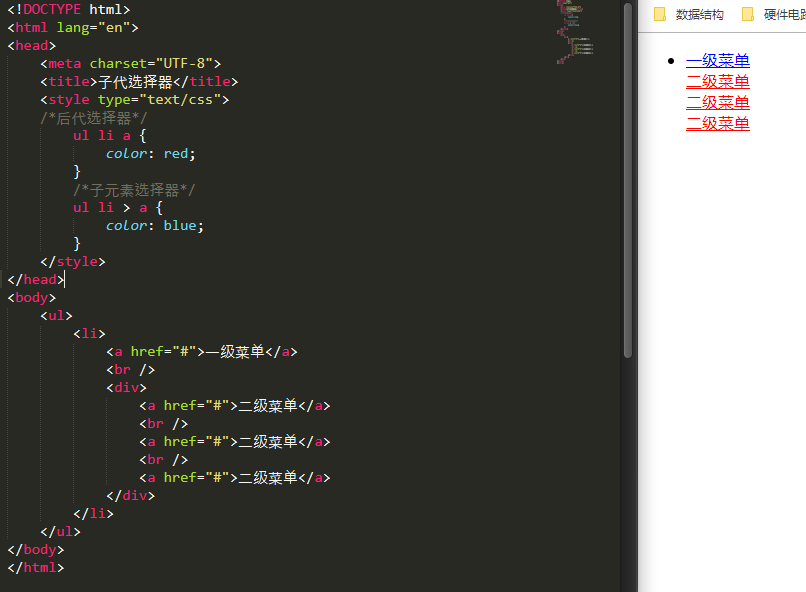 <!DOCTYPE html>
<html lang="en">
<head>
    <meta charset="UTF-8">
    <title>子代选择器</title>
    <style type="text/css">
    /*后代选择器*/
        ul li a {
            color: red;
        }
        /*子元素选择器*/
        ul li > a {
            color: blue;
        }
    </style>
</head>
<body>
    <ul>
        <li>
            <a href="#">一级菜单</a>
            <br />
            <div>
                <a href="#">二级菜单</a>
                <br />
                <a href="#">二级菜单</a>
                <br />
                <a href="#">二级菜单</a>
            </div>
        </li>
    </ul>
</body>
</html>
数据结构 硬件电路
一级菜单
二级菜单
二级菜单
二级菜单